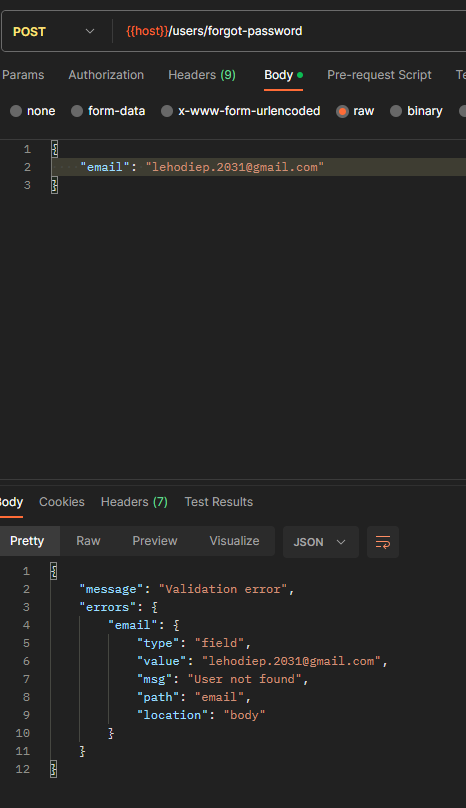 POST {{host}}/users/forgot-password
Params Authorization Headers (9) Body Pre-request Script Te
none form-data x-www-form-urlencoded raw binary
1 {
2 "email": "lehodiep.2031@gmail.com"
3 }
Body Cookies Headers (7) Test Results
Pretty Raw Preview Visualize JSON
1 {
2 "message": "Validation error",
3 "errors": {
4 "email": {
5 "type": "field",
6 "value": "lehodiep.2031@gmail.com",
7 "msg": "User not found",
8 "path": "email",
9 "location": "body"
10 }
11 }
12 }